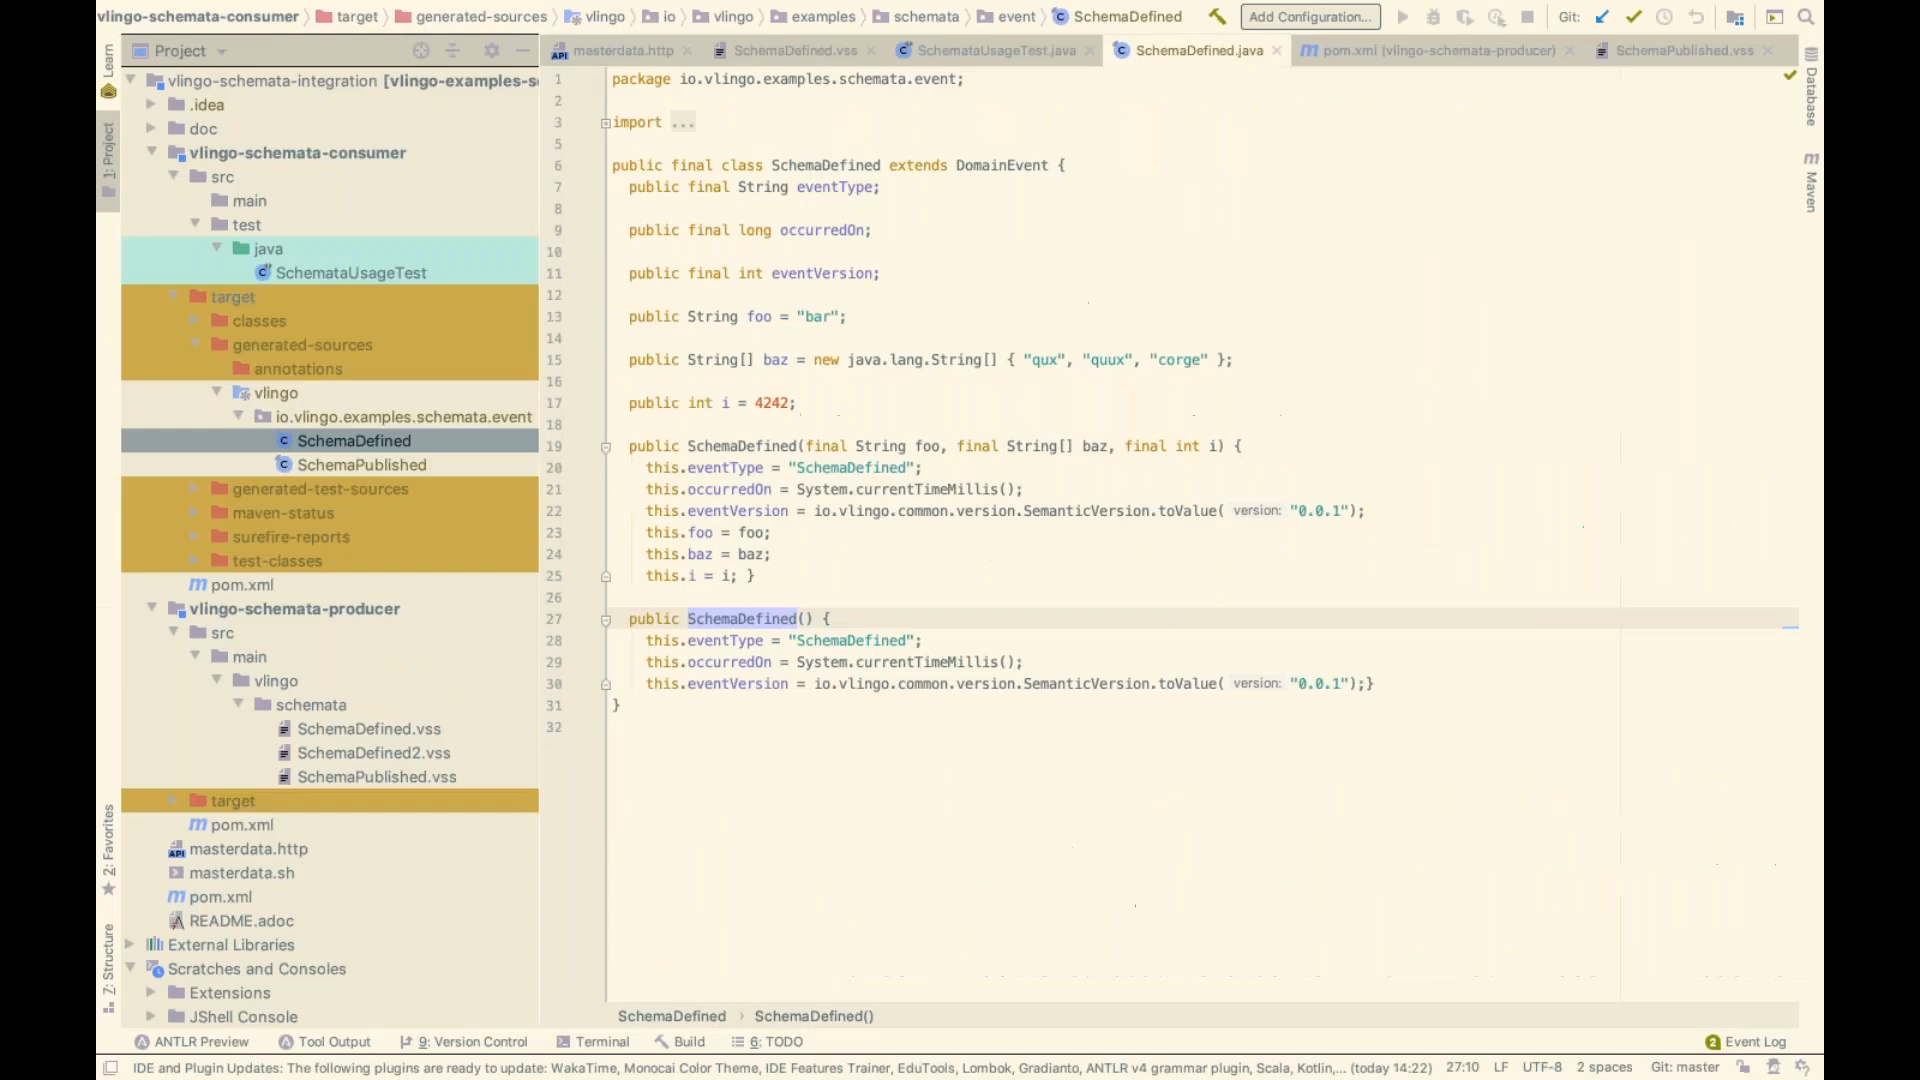 vlingo-schemata-consumer target generated-sources vlingo io vlingo examples schemata event SchemaDefined Add Configuration... Git:
Project
masterdata.http SchemaDefined.vss SchemataUsageTest.java SchemaDefined.java pom.xml (vlingo-schemata-producer) SchemaPublished.vss
Learn
1: Project
2: Favorites
7: Structure
Database
Maven
vlingo-schemata-integration [vlingo-examples-s
.idea
doc
vlingo-schemata-consumer
src
main
test
java
SchemataUsageTest
target
classes
generated-sources
annotations
vlingo
io.vlingo.examples.schemata.event
SchemaDefined
SchemaPublished
generated-test-sources
maven-status
surefire-reports
test-classes
pom.xml
vlingo-schemata-producer
src
main
vlingo
schemata
SchemaDefined.vss
SchemaDefined2.vss
SchemaPublished.vss
target
pom.xml
masterdata.http
masterdata.sh
pom.xml
README.adoc
External Libraries
Scratches and Consoles
Extensions
JShell Console
1 package io.vlingo.examples.schemata.event;
2
3 import ...
5
6 public final class SchemaDefined extends DomainEvent {
7 public final String eventType;
8
9 public final long occurredOn;
10
11 public final int eventVersion;
12
13 public String foo = "bar";
14
15 public String[] baz = new java.lang.String[] { "qux", "quux", "corge" };
16
17 public int i = 4242;
18
19 public SchemaDefined(final String foo, final String[] baz, final int i) {
20 this.eventType = "SchemaDefined";
21 this.occurredOn = System.currentTimeMillis();
22 this.eventVersion = io.vlingo.common.version.SemanticVersion.toValue( version: "0.0.1");
23 this.foo = foo;
24 this.baz = baz;
25 this.i = i; }
26
27 public SchemaDefined() {
28 this.eventType = "SchemaDefined";
29 this.occurredOn = System.currentTimeMillis();
30 this.eventVersion = io.vlingo.common.version.SemanticVersion.toValue( version: "0.0.1");}
31 }
32
SchemaDefined › SchemaDefined()
ANTLR Preview Tool Output 9: Version Control Terminal Build 6: TODO 2 Event Log
IDE and Plugin Updates: The following plugins are ready to update: WakaTime, Monocai Color Theme, IDE Features Trainer, EduTools, Lombok, Gradianto, ANTLR v4 grammar plugin, Scala, Kotlin,... (today 14:22) 27:10 LF UTF-8 2 spaces Git: master